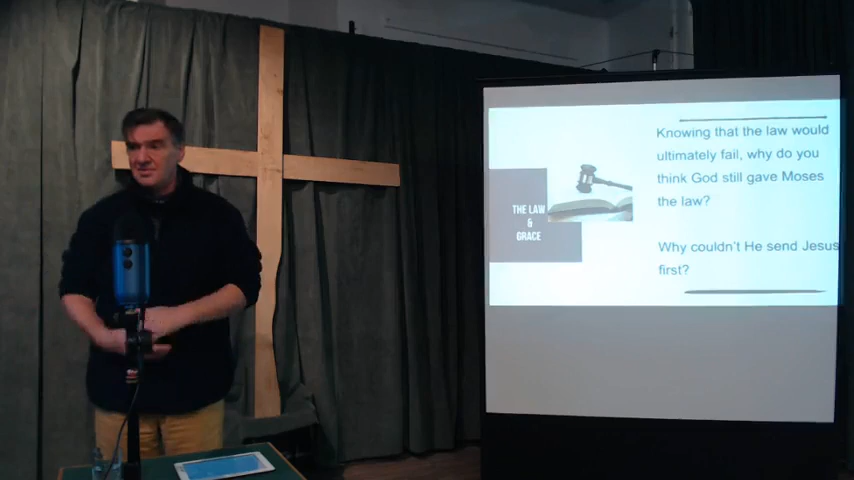 THE LAW
&
GRACE
Knowing that the law would
ultimately fail, why do you
think God still gave Moses
the law?
Why couldn't He send Jesus
first?